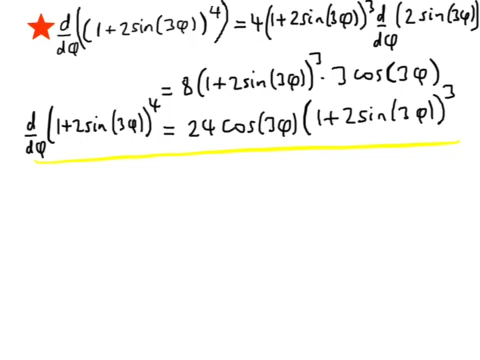 d/dφ((1+2sin(3φ))^4) = 4(1+2sin(3φ))^3 d/dφ(2sin(3φ)]
= 8(1+2sin(3φ))^3 · 3cos(3φ)
d/dφ(1+2sin(3φ))^4 = 24cos(3φ)(1+2sin(3φ))^3